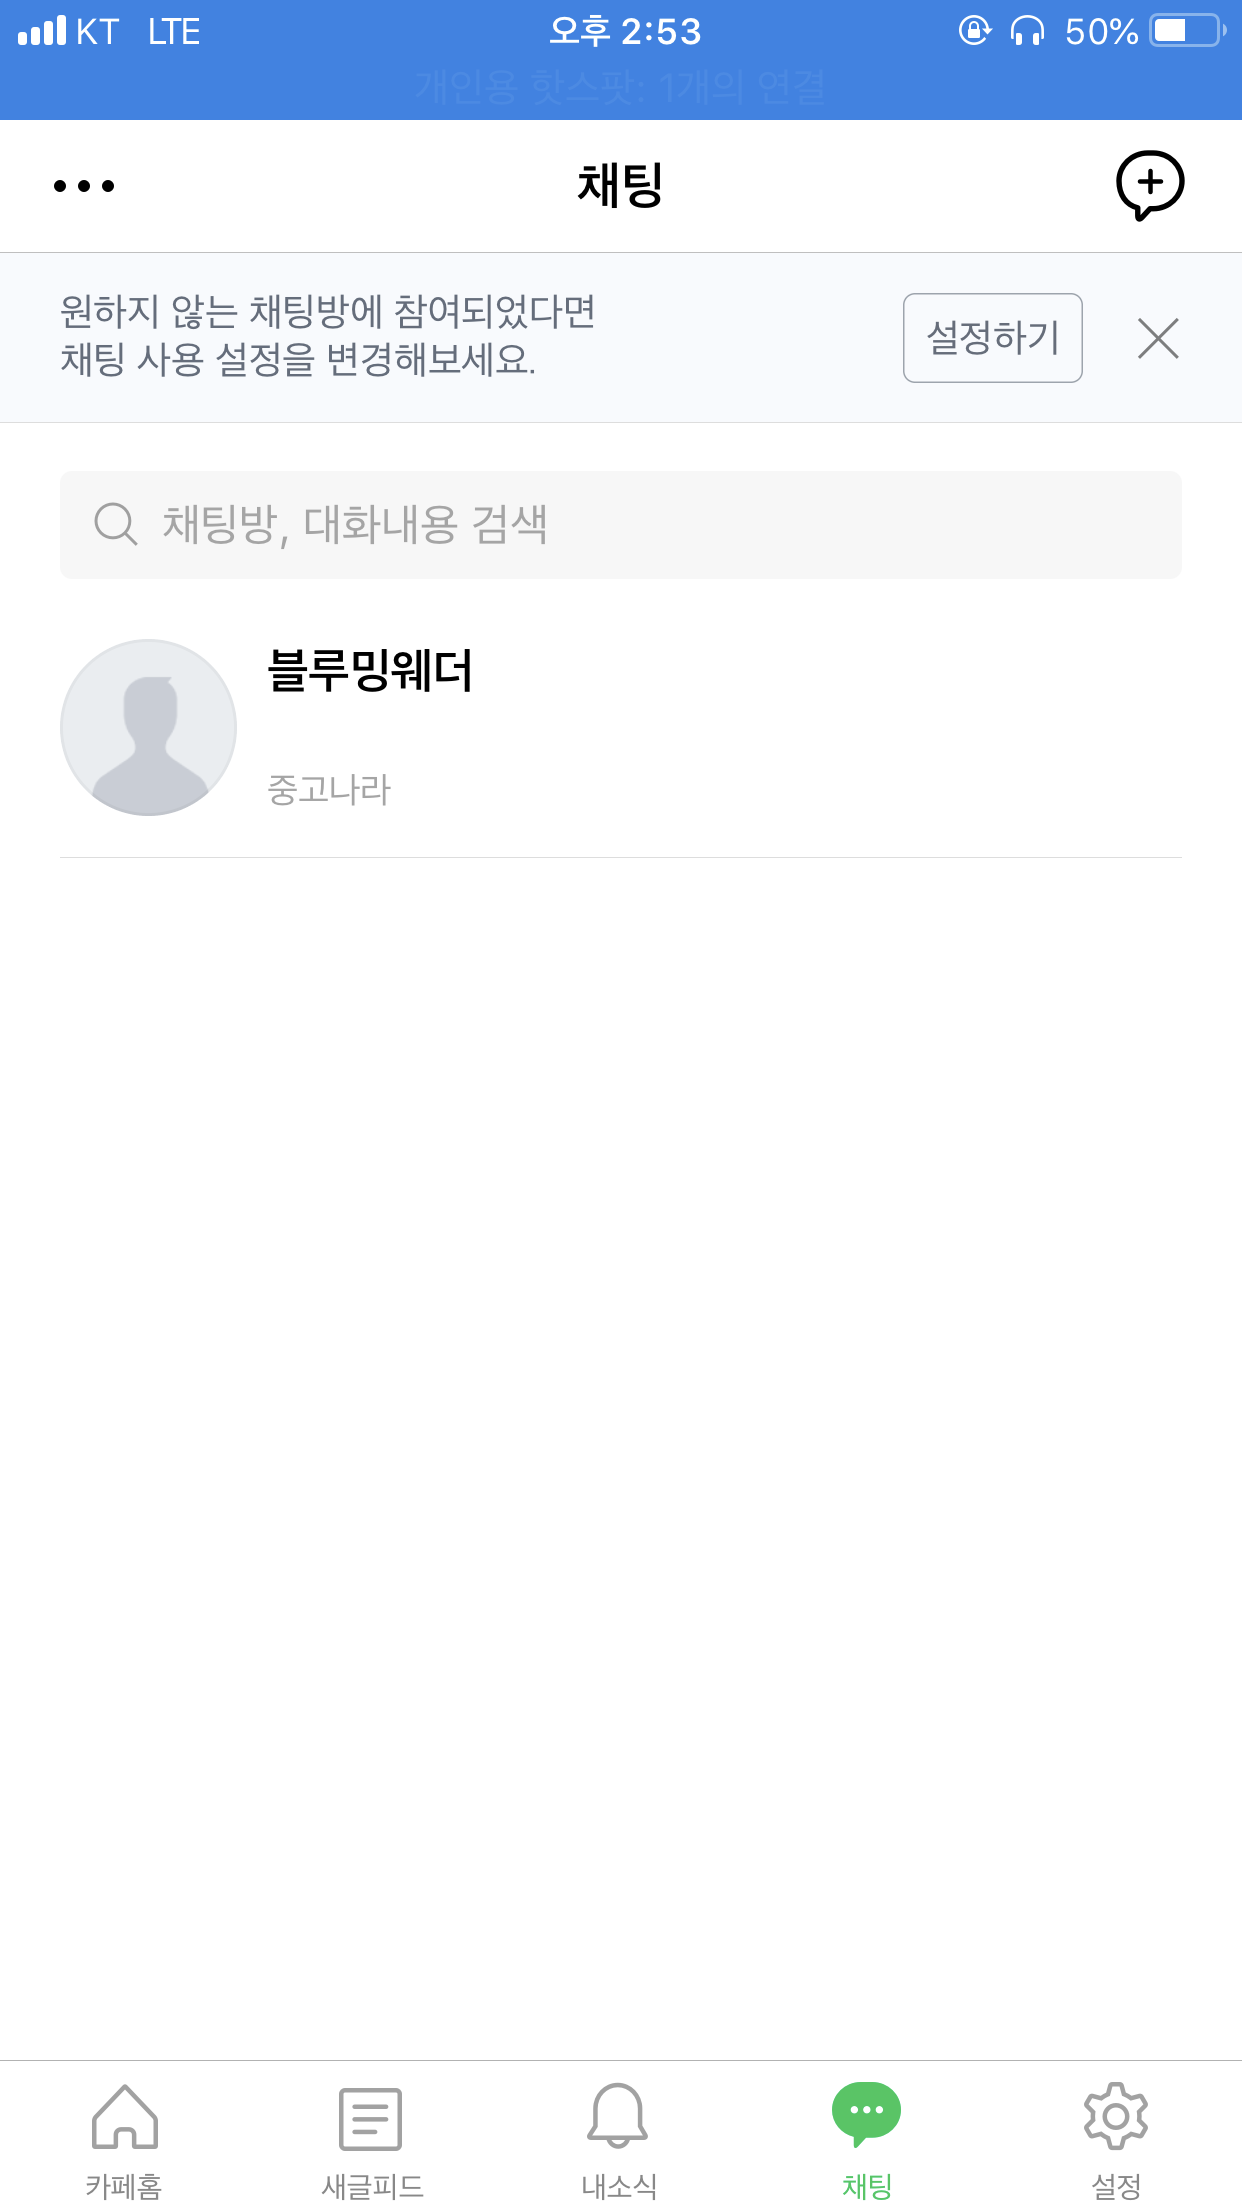 KT LTE 오후 2:53 50%
개인용 핫스팟: 1개의 연결
채팅
원하지 않는 채팅방에 참여되었다면
채팅 사용 설정을 변경해보세요.
설정하기
채팅방, 대화내용 검색
블루밍웨더
중고나라
카페홈 새글피드 내소식 채팅 설정